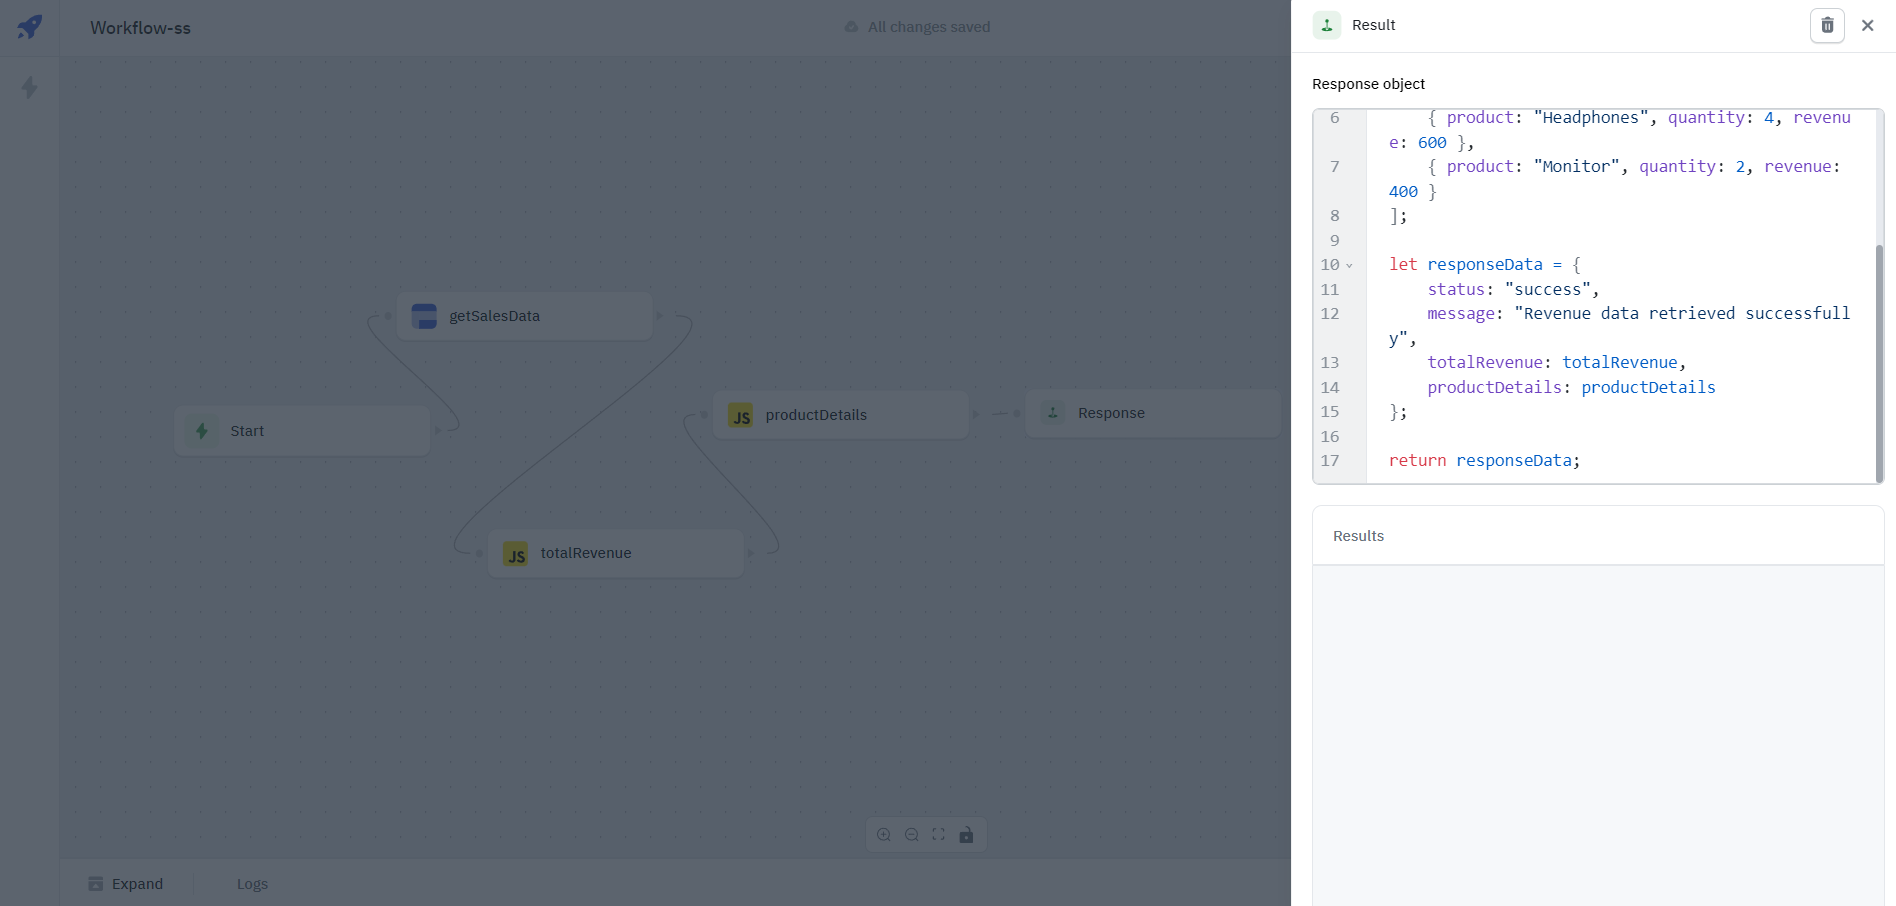 Workflow-ss
All changes saved
getSalesData
Start
JS productDetails
Response
JS totalRevenue
Expand
Logs
Result
Response object
6 { product: "Headphones", quantity: 4, revenu
e: 600 },
7 { product: "Monitor", quantity: 2, revenue:
400 }
8 ];
9
10 let responseData = {
11 status: "success",
12 message: "Revenue data retrieved successfull
y",
13 totalRevenue: totalRevenue,
14 productDetails: productDetails
15 };
16
17 return responseData;
Results